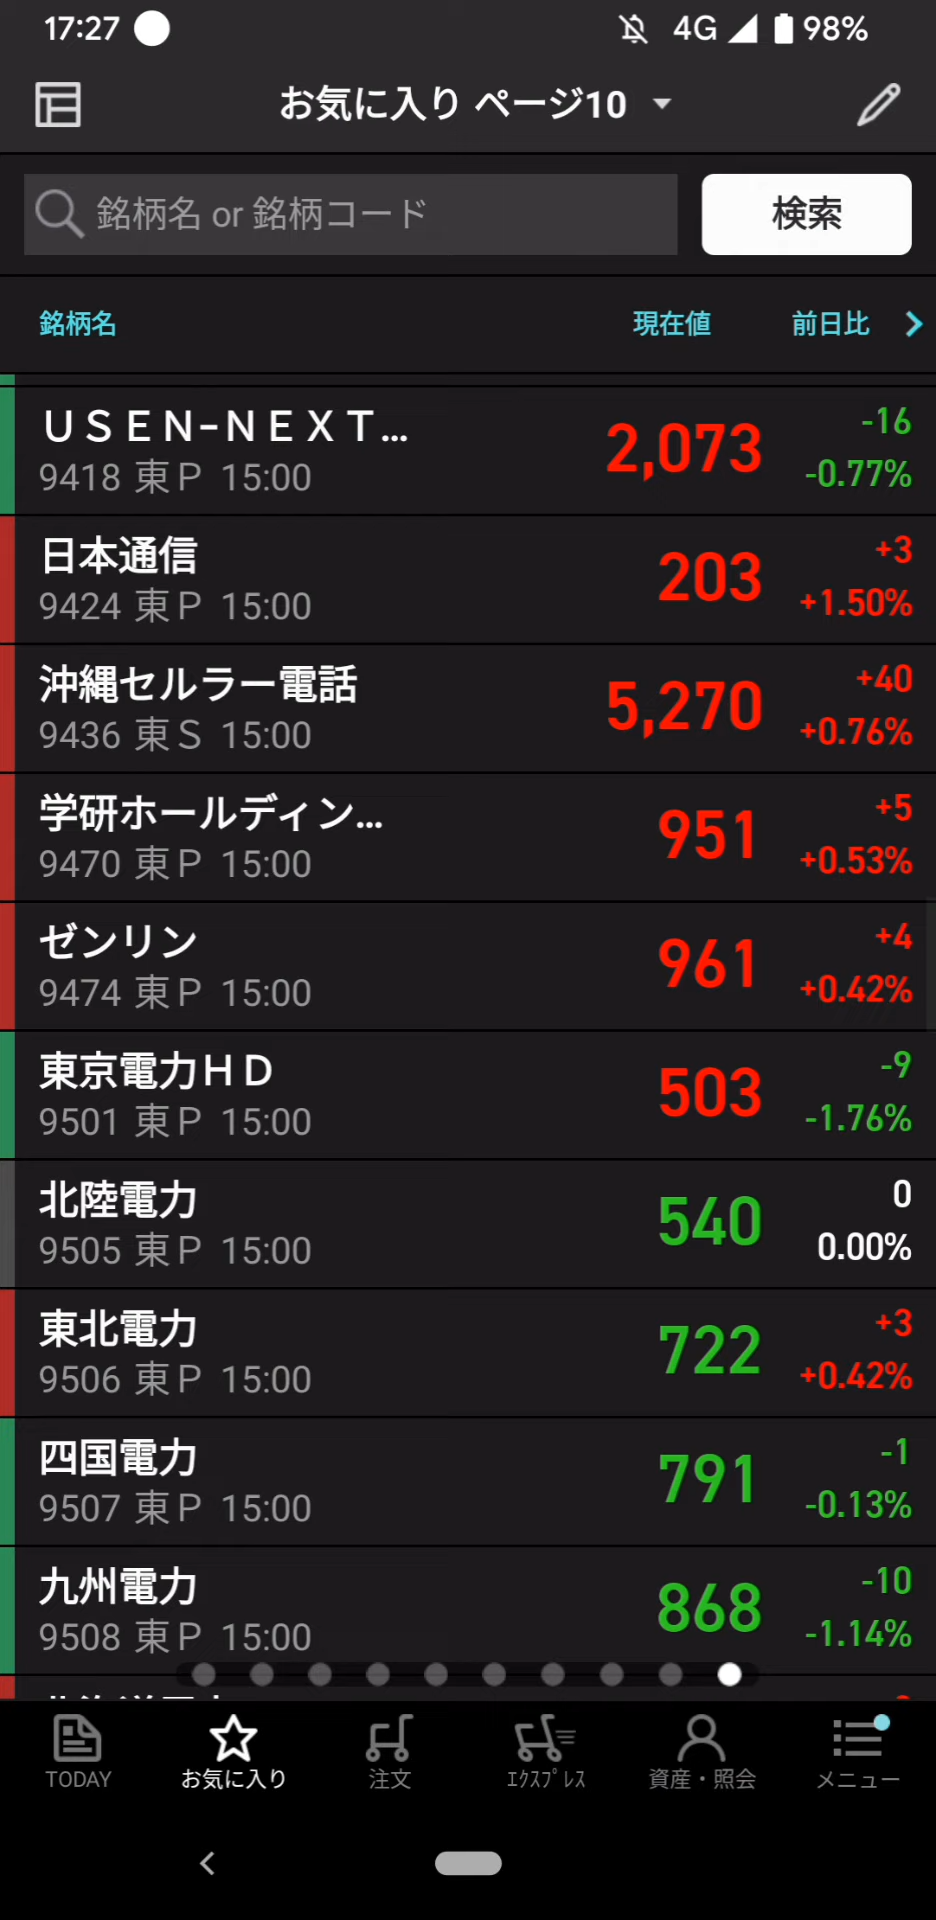 17:27 4G 98%
お気に入り ページ10
銘柄名 or 銘柄コード 検索
銘柄名 現在値 前日比
ＵＳＥＮ−ＮＥＸＴ… 2,073 -16
9418 東Ｐ 15:00 -0.77%
日本通信 203 +3
9424 東Ｐ 15:00 +1.50%
沖縄セルラー電話 5,270 +40
9436 東Ｓ 15:00 +0.76%
学研ホールディン… 951 +5
9470 東Ｐ 15:00 +0.53%
ゼンリン 961 +4
9474 東Ｐ 15:00 +0.42%
東京電力ＨＤ 503 -9
9501 東Ｐ 15:00 -1.76%
北陸電力 540 0
9505 東Ｐ 15:00 0.00%
東北電力 722 +3
9506 東Ｐ 15:00 +0.42%
四国電力 791 -1
9507 東Ｐ 15:00 -0.13%
九州電力 868 -10
9508 東Ｐ 15:00 -1.14%
TODAY お気に入り 注文 ｴｸｽﾌﾟﾚｽ 資産・照会 メニュー